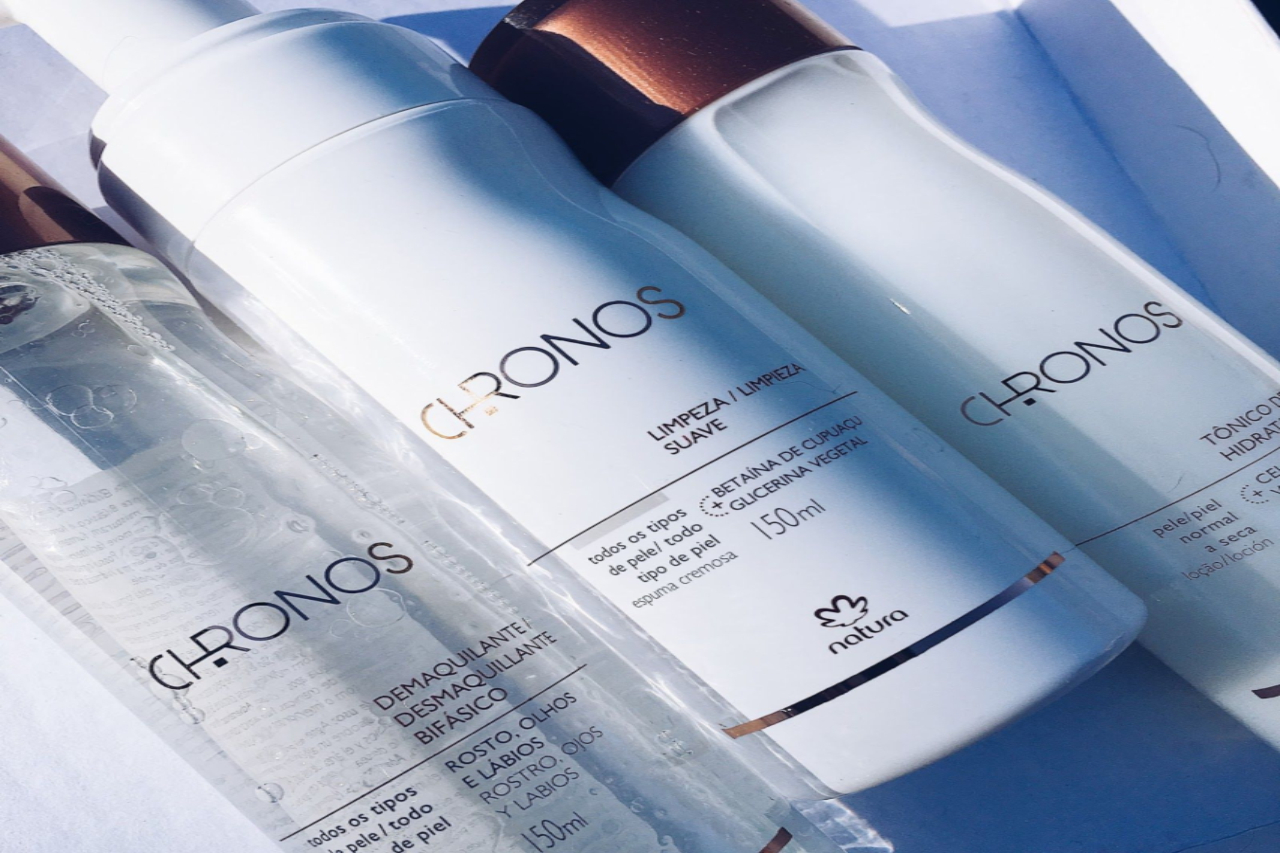 CHRONOS
DEMAQUILANTE/
DESMAQUILLANTE
BIFÁSICO
ROSTO, OLHOS
E LÁBIOS
ROSTRO, OJOS
Y LABIOS
todos os tipos
de pele/ todo
de piel
150ml
CHRONOS
LIMPEZA / LIMPIEZA
SUAVE
+ BETAÍNA DE CUPUAÇU
GLICERINA VEGETAL
todos os tipos
de pele/ todo
tipo de piel
espuma cremosa
150ml
natura
CHRONOS
TÔNICO
pele/piel
normal
a seca
loção/loción